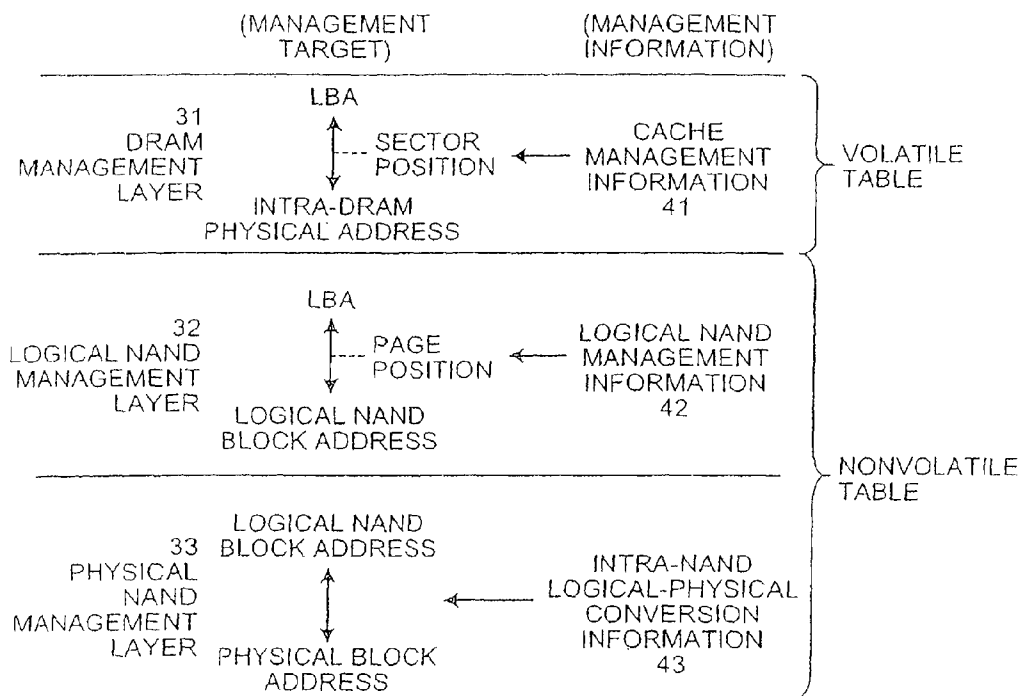 (MANAGEMENT
TARGET)
(MANAGEMENT
INFORMATION)
31
DRAM
MANAGEMENT
LAYER
LBA
SECTOR
POSITION
INTRA-DRAM
PHYSICAL ADDRESS
CACHE
MANAGEMENT
INFORMATION
41
VOLATILE
TABLE
32
LOGICAL NAND
MANAGEMENT
LAYER
LBA
PAGE
POSITION
LOGICAL NAND
BLOCK ADDRESS
LOGICAL NAND
MANAGEMENT
INFORMATION
42
NONVOLATILE
TABLE
33
PHYSICAL
NAND
MANAGEMENT
LAYER
LOGICAL NAND
BLOCK ADDRESS
PHYSICAL BLOCK
ADDRESS
INTRA-NAND
LOGICAL-PHYSICAL
CONVERSION
INFORMATION
43